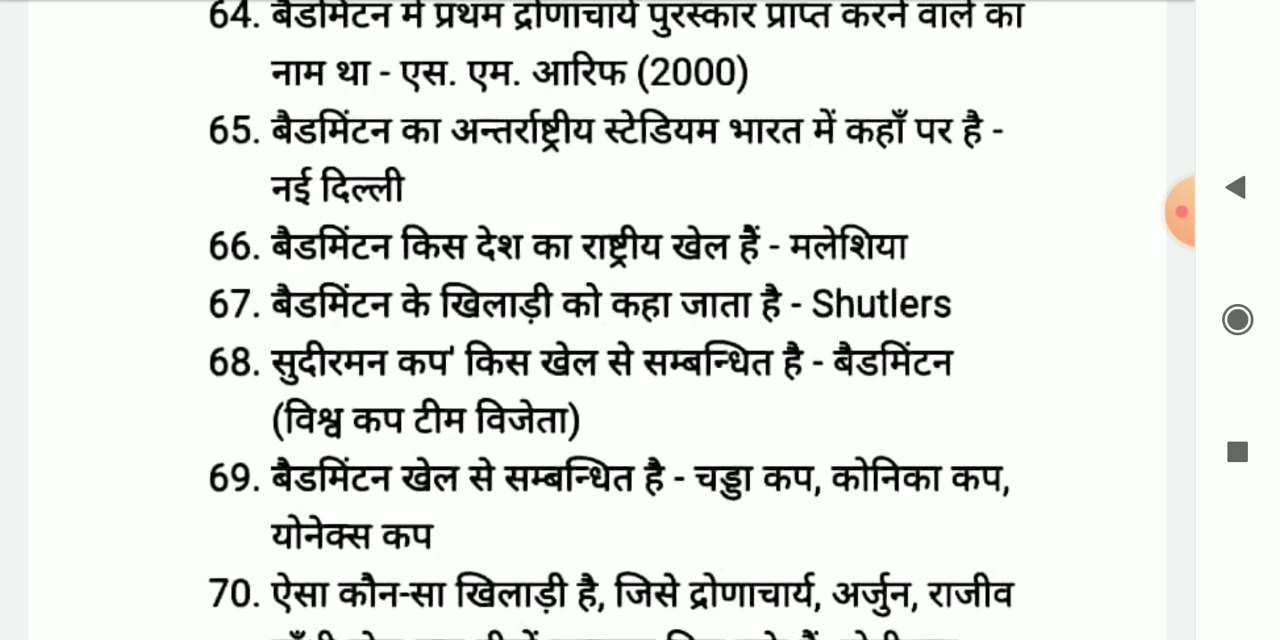 64. बैडमिंटन में प्रथम द्रोणाचार्य पुरस्कार प्राप्त करने वाले का
नाम था - एस. एम. आरिफ (2000)
65. बैडमिंटन का अन्तर्राष्ट्रीय स्टेडियम भारत में कहाँ पर है -
नई दिल्ली
66. बैडमिंटन किस देश का राष्ट्रीय खेल हैं - मलेशिया
67. बैडमिंटन के खिलाड़ी को कहा जाता है - Shutlers
68. सुदीरमन कप' किस खेल से सम्बन्धित है - बैडमिंटन
(विश्व कप टीम विजेता)
69. बैडमिंटन खेल से सम्बन्धित है - चड्डा कप, कोनिका कप,
योनेक्स कप
70. ऐसा कौन-सा खिलाड़ी है, जिसे द्रोणाचार्य, अर्जुन, राजीव